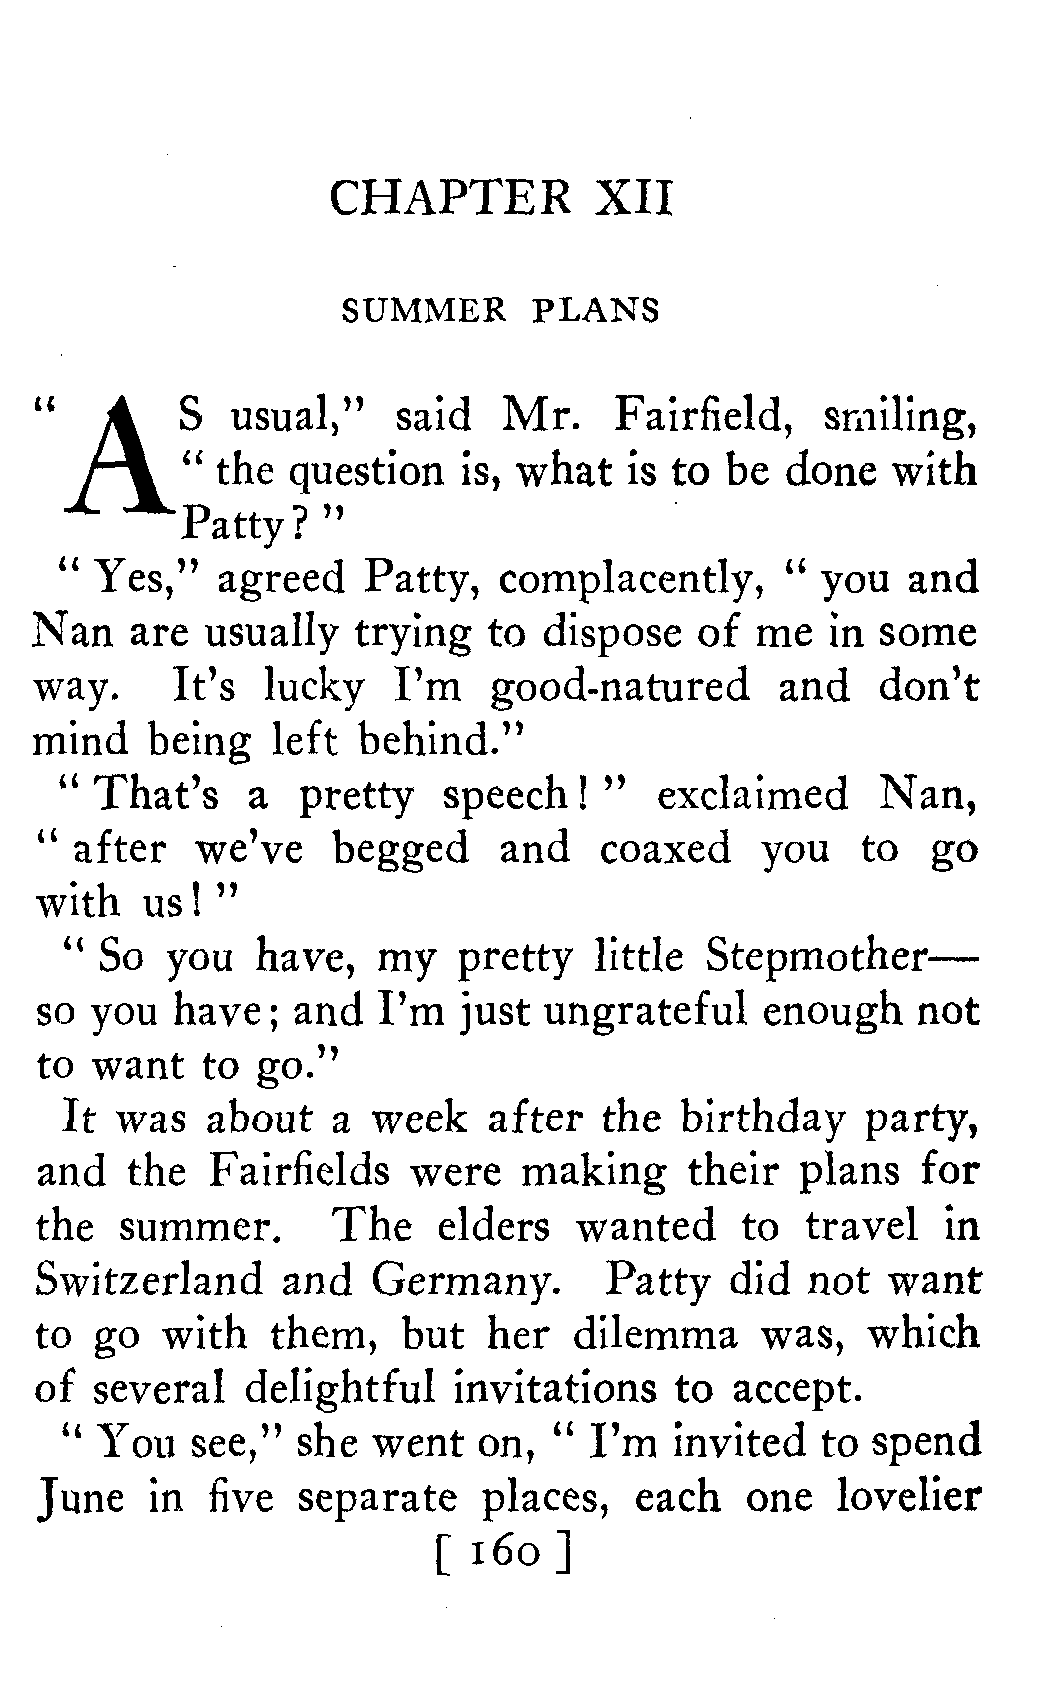 CHAPTER XII
SUMMER PLANS
“ AS usual,” said Mr. Fairfield, smiling,
“ the question is, what is to be done with
Patty? ”
“ Yes,” agreed Patty, complacently, “ you and
Nan are usually trying to dispose of me in some
way. It’s lucky I’m good-natured and don’t
mind being left behind.”
“ That’s a pretty speech! ” exclaimed Nan,
“ after we’ve begged and coaxed you to go
with us! ”
“ So you have, my pretty little Stepmother—
so you have; and I’m just ungrateful enough not
to want to go.”
It was about a week after the birthday party,
and the Fairfields were making their plans for
the summer. The elders wanted to travel in
Switzerland and Germany. Patty did not want
to go with them, but her dilemma was, which
of several delightful invitations to accept.
“ You see,” she went on, “ I’m invited to spend
June in five separate places, each one lovelier
[ 160 ]